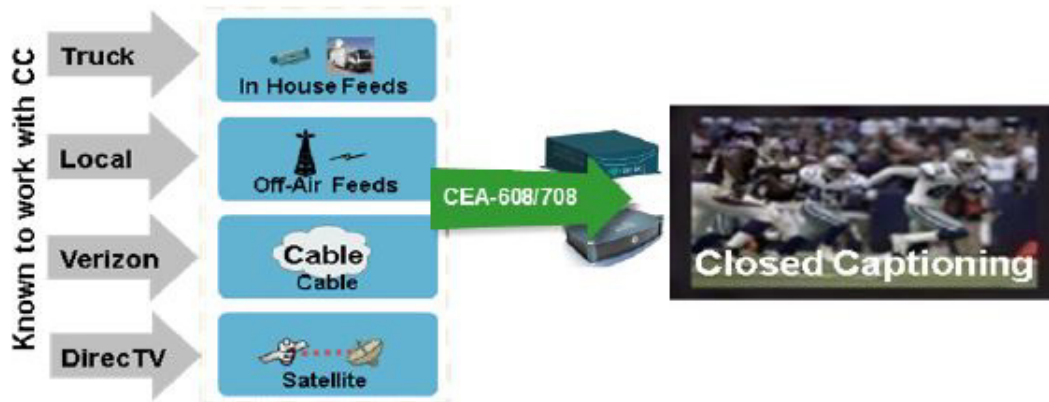 Known to work with CC
Truck
In House Feeds
Local
Off-Air Feeds
CEA-608/708
Verizon
Cable
Cable
DirecTV
Satellite
Closed Captioning